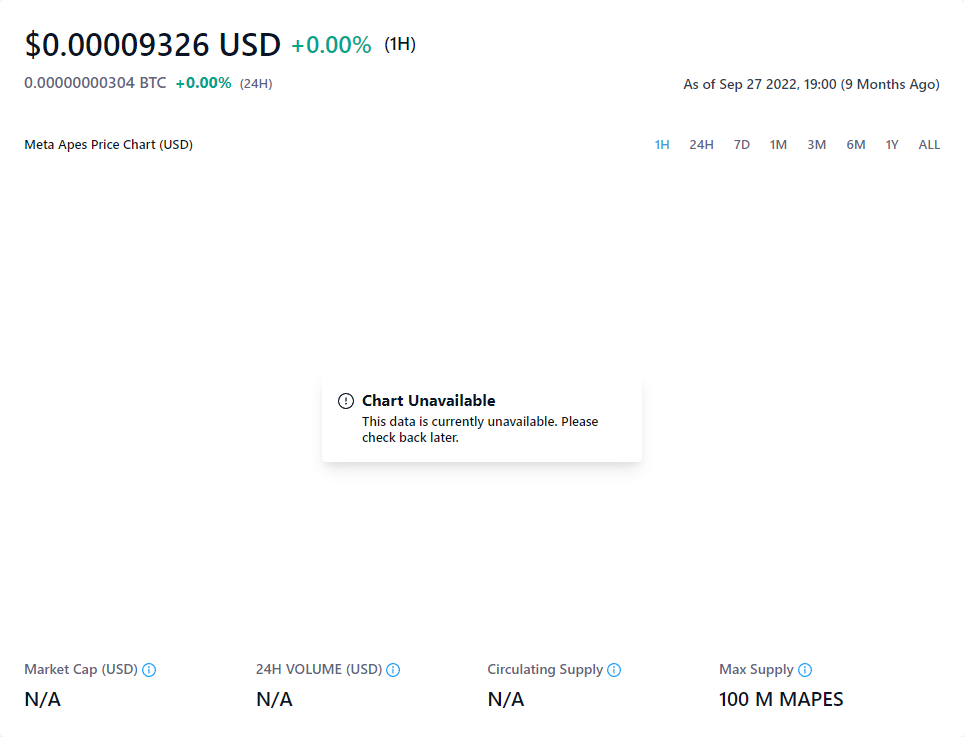 $0.00009326 USD +0.00% (1H)
0.00000000304 BTC +0.00% (24H)
As of Sep 27 2022, 19:00 (9 Months Ago)
Meta Apes Price Chart (USD)
1H 24H 7D 1M 3M 6M 1Y ALL
Chart Unavailable
This data is currently unavailable. Please
check back later.
Market Cap (USD)
N/A
24H VOLUME (USD)
N/A
Circulating Supply
N/A
Max Supply
100 M MAPES